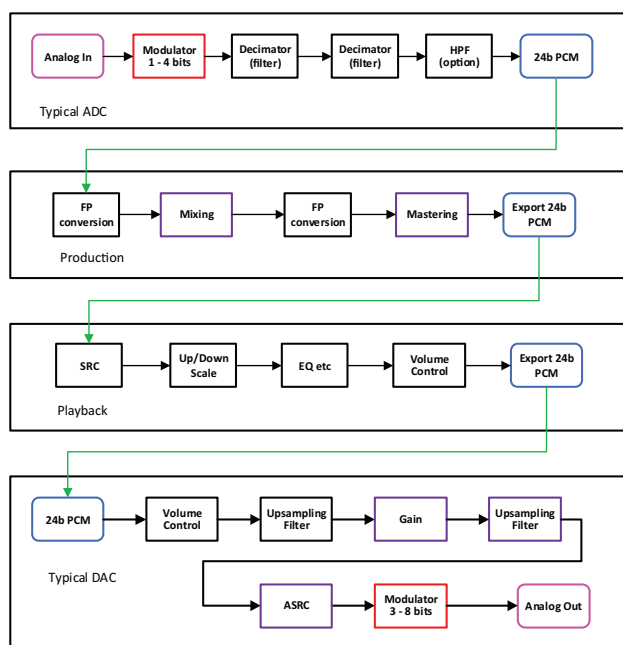 Analog In
Modulator
1 - 4 bits
Decimator
(filter)
Decimator
(filter)
HPF
(option)
24b PCM
Typical ADC
FP
conversion
Mixing
FP
conversion
Mastering
Export 24b
PCM
Production
SRC
Up/Down
Scale
EQ etc
Volume
Control
Export 24b
PCM
Playback
24b PCM
Volume
Control
Upsampling
Filter
Gain
Upsampling
Filter
Typical DAC
ASRC
Modulator
3 - 8 bits
Analog Out